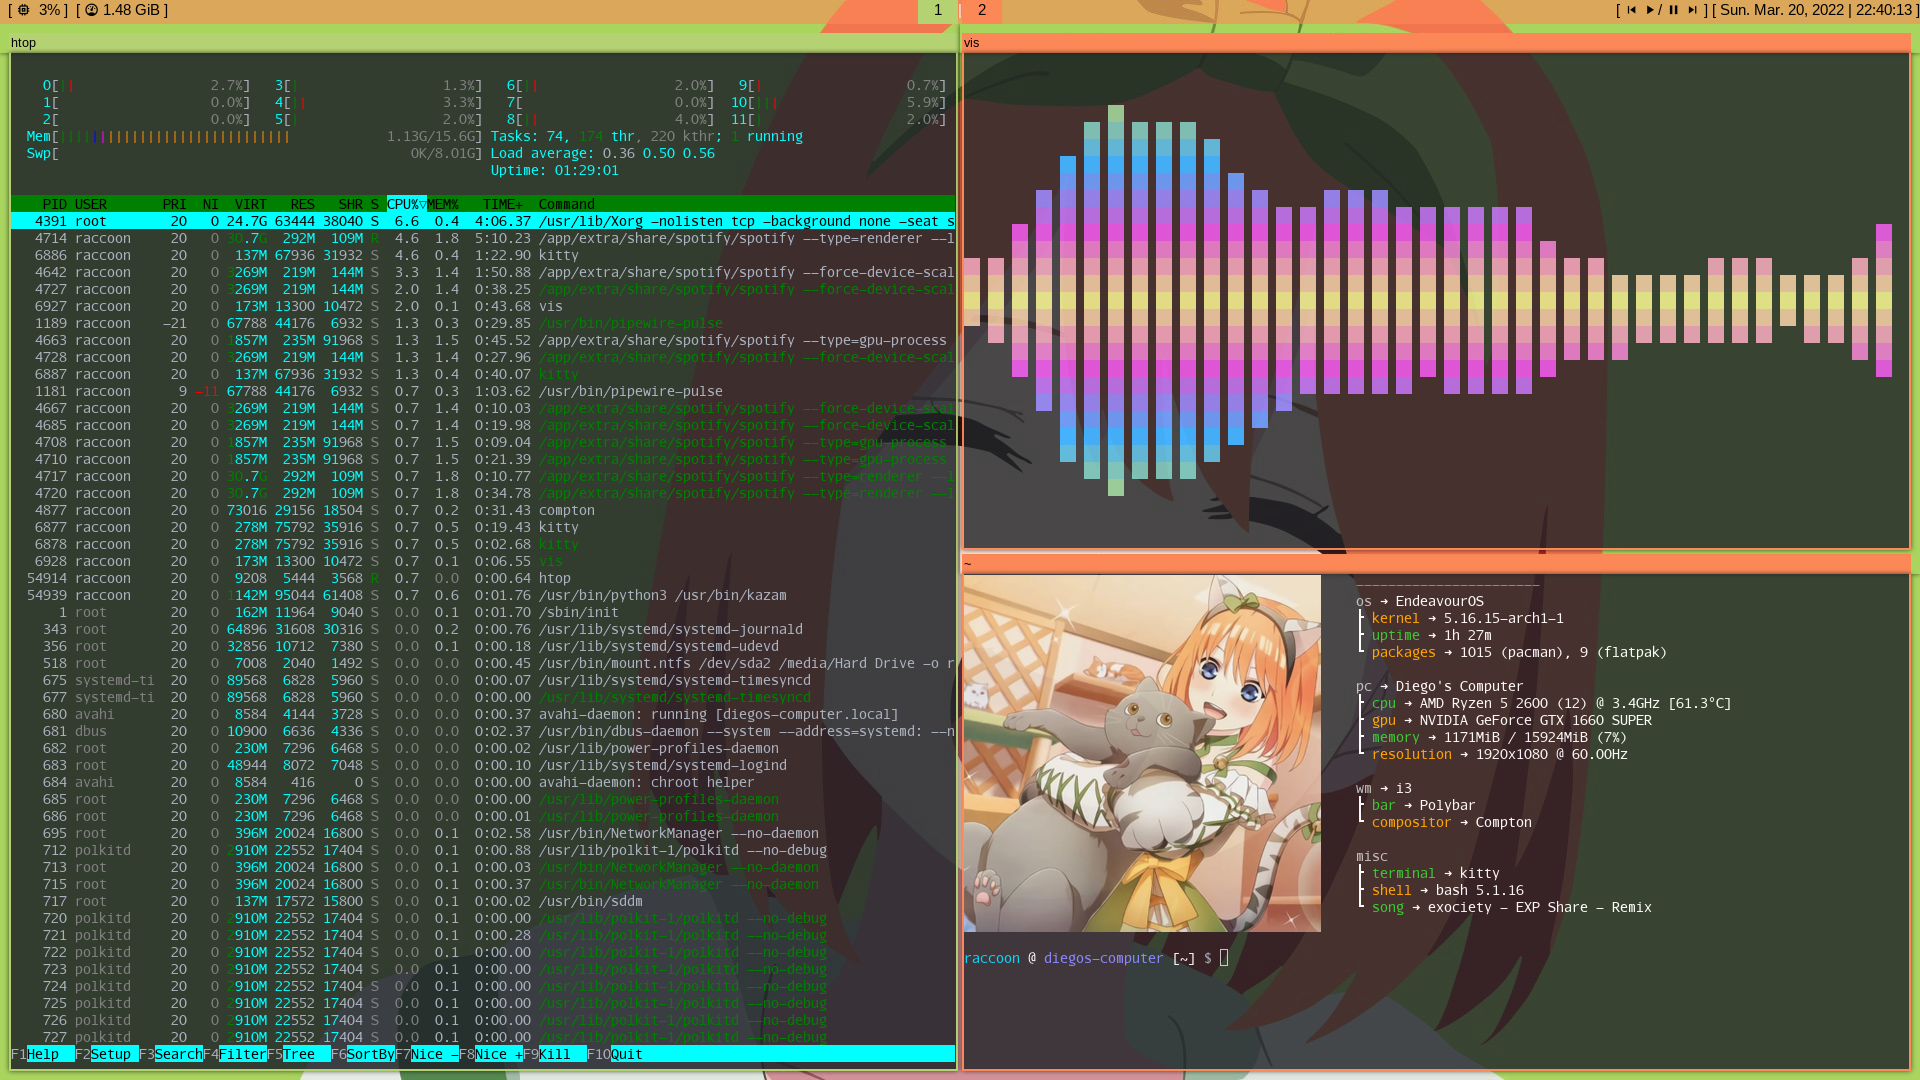 [ 3% ] [ 1.48 GiB ]
1
2
[ / ] [ Sun. Mar. 20, 2022 | 22:40:13 ]
htop
0[|| 2.7%] 3[| 1.3%] 6[|| 2.0%] 9[| 0.7%]
1[ 0.0%] 4[|| 3.3%] 7[ 0.0%] 10[||| 5.9%]
2[ 0.0%] 5[| 2.0%] 8[|| 4.0%] 11[| 2.0%]
Mem[||||||||||||||||||||||||||||| 1.13G/15.6G] Tasks: 74, 174 thr, 220 kthr; 1 running
Swp[ 0K/8.01G] Load average: 0.36 0.50 0.56
Uptime: 01:29:01
PID USER PRI NI VIRT RES SHR S CPU%▽MEM% TIME+ Command
4391 root 20 0 24.7G 63444 38040 S 6.6 0.4 4:06.37 /usr/lib/Xorg -nolisten tcp -background none -seat s
4714 raccoon 20 0 30.7G 292M 109M R 4.6 1.8 5:10.23 /app/extra/share/spotify/spotify --type=renderer --l
6886 raccoon 20 0 137M 67936 31932 S 4.6 0.4 1:22.90 kitty
4642 raccoon 20 0 3269M 219M 144M S 3.3 1.4 1:50.88 /app/extra/share/spotify/spotify --force-device-scal
4727 raccoon 20 0 3269M 219M 144M S 2.0 1.4 0:38.25 /app/extra/share/spotify/spotify --force-device-scal
6927 raccoon 20 0 173M 13300 10472 S 2.0 0.1 0:43.68 vis
1189 raccoon -21 0 67788 44176 6932 S 1.3 0.3 0:29.85 /usr/bin/pipewire-pulse
4663 raccoon 20 0 1857M 235M 91968 S 1.3 1.5 0:45.52 /app/extra/share/spotify/spotify --type=gpu-process
4728 raccoon 20 0 3269M 219M 144M S 1.3 1.4 0:27.96 /app/extra/share/spotify/spotify --force-device-scal
6887 raccoon 20 0 137M 67936 31932 S 1.3 0.4 0:40.07 kitty
1181 raccoon 9 -11 67788 44176 6932 S 0.7 0.3 1:03.62 /usr/bin/pipewire-pulse
4667 raccoon 20 0 3269M 219M 144M S 0.7 1.4 0:10.03 /app/extra/share/spotify/spotify --force-device-scal
4685 raccoon 20 0 3269M 219M 144M S 0.7 1.4 0:19.98 /app/extra/share/spotify/spotify --force-device-scal
4708 raccoon 20 0 1857M 235M 91968 S 0.7 1.5 0:09.04 /app/extra/share/spotify/spotify --type=gpu-process
4710 raccoon 20 0 1857M 235M 91968 S 0.7 1.5 0:21.39 /app/extra/share/spotify/spotify --type=gpu-process
4717 raccoon 20 0 30.7G 292M 109M S 0.7 1.8 0:10.77 /app/extra/share/spotify/spotify --type=renderer --l
4720 raccoon 20 0 30.7G 292M 109M S 0.7 1.8 0:34.78 /app/extra/share/spotify/spotify --type=renderer --l
4877 raccoon 20 0 73016 29156 18504 S 0.7 0.2 0:31.43 compton
6877 raccoon 20 0 278M 75792 35916 S 0.7 0.5 0:19.43 kitty
6878 raccoon 20 0 278M 75792 35916 S 0.7 0.5 0:02.68 kitty
6928 raccoon 20 0 173M 13300 10472 S 0.7 0.1 0:06.55 vis
54914 raccoon 20 0 9208 5444 3568 R 0.7 0.0 0:00.64 htop
54939 raccoon 20 0 1142M 95044 61408 S 0.7 0.6 0:01.76 /usr/bin/python3 /usr/bin/kazam
1 root 20 0 162M 11964 9040 S 0.0 0.1 0:01.70 /sbin/init
343 root 20 0 64896 31608 30316 S 0.0 0.2 0:00.76 /usr/lib/systemd/systemd-journald
356 root 20 0 32856 10712 7380 S 0.0 0.1 0:00.18 /usr/lib/systemd/systemd-udevd
518 root 20 0 7008 2040 1492 S 0.0 0.0 0:00.45 /usr/bin/mount.ntfs /dev/sda2 /media/Hard Drive -o r
675 systemd-ti 20 0 89568 6828 5960 S 0.0 0.0 0:00.07 /usr/lib/systemd/systemd-timesyncd
677 systemd-ti 20 0 89568 6828 5960 S 0.0 0.0 0:00.00 /usr/lib/systemd/systemd-timesyncd
680 avahi 20 0 8584 4144 3728 S 0.0 0.0 0:00.37 avahi-daemon: running [diegos-computer.local]
681 dbus 20 0 10900 6636 4336 S 0.0 0.0 0:02.37 /usr/bin/dbus-daemon --system --address=systemd: --n
682 root 20 0 230M 7296 6468 S 0.0 0.0 0:00.02 /usr/lib/power-profiles-daemon
683 root 20 0 48944 8072 7048 S 0.0 0.0 0:00.10 /usr/lib/systemd/systemd-logind
684 avahi 20 0 8584 416 0 S 0.0 0.0 0:00.00 avahi-daemon: chroot helper
685 root 20 0 230M 7296 6468 S 0.0 0.0 0:00.00 /usr/lib/power-profiles-daemon
686 root 20 0 230M 7296 6468 S 0.0 0.0 0:00.01 /usr/lib/power-profiles-daemon
695 root 20 0 396M 20024 16800 S 0.0 0.1 0:02.58 /usr/bin/NetworkManager --no-daemon
712 polkitd 20 0 2910M 22552 17404 S 0.0 0.1 0:00.88 /usr/lib/polkit-1/polkitd --no-debug
713 root 20 0 396M 20024 16800 S 0.0 0.1 0:00.03 /usr/bin/NetworkManager --no-daemon
715 root 20 0 396M 20024 16800 S 0.0 0.1 0:00.37 /usr/bin/NetworkManager --no-daemon
717 root 20 0 137M 17572 15800 S 0.0 0.1 0:00.02 /usr/bin/sddm
720 polkitd 20 0 2910M 22552 17404 S 0.0 0.1 0:00.00 /usr/lib/polkit-1/polkitd --no-debug
721 polkitd 20 0 2910M 22552 17404 S 0.0 0.1 0:00.28 /usr/lib/polkit-1/polkitd --no-debug
722 polkitd 20 0 2910M 22552 17404 S 0.0 0.1 0:00.00 /usr/lib/polkit-1/polkitd --no-debug
723 polkitd 20 0 2910M 22552 17404 S 0.0 0.1 0:00.00 /usr/lib/polkit-1/polkitd --no-debug
724 polkitd 20 0 2910M 22552 17404 S 0.0 0.1 0:00.00 /usr/lib/polkit-1/polkitd --no-debug
725 polkitd 20 0 2910M 22552 17404 S 0.0 0.1 0:00.00 /usr/lib/polkit-1/polkitd --no-debug
726 polkitd 20 0 2910M 22552 17404 S 0.0 0.1 0:00.00 /usr/lib/polkit-1/polkitd --no-debug
727 polkitd 20 0 2910M 22552 17404 S 0.0 0.1 0:00.00 /usr/lib/polkit-1/polkitd --no-debug
F1Help F2Setup F3SearchF4FilterF5Tree F6SortByF7Nice -F8Nice +F9Kill F10Quit
vis
~
os → EndeavourOS
kernel → 5.16.15-arch1-1
uptime → 1h 27m
packages → 1015 (pacman), 9 (flatpak)
pc → Diego's Computer
cpu → AMD Ryzen 5 2600 (12) @ 3.4GHz [61.3°C]
gpu → NVIDIA GeForce GTX 1660 SUPER
memory → 1171MiB / 15924MiB (7%)
resolution → 1920x1080 @ 60.00Hz
wm → i3
bar → Polybar
compositor → Compton
misc
terminal → kitty
shell → bash 5.1.16
song → exociety - EXP Share - Remix
raccoon @ diegos-computer [~] $